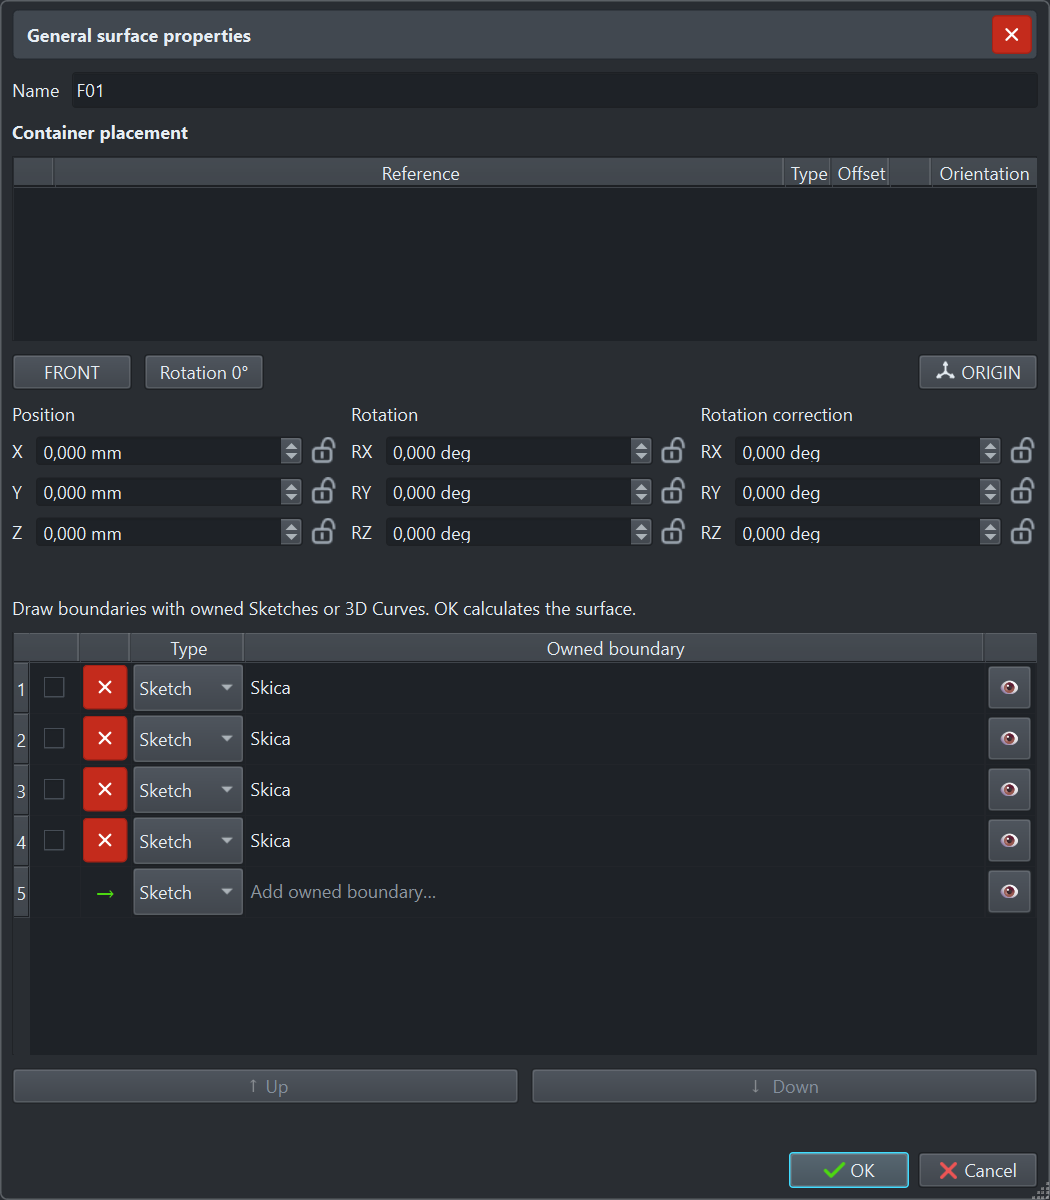 General surface properties
Name F01
Container placement
Reference Type Offset Orientation
FRONT Rotation 0° ORIGIN
Position Rotation Rotation correction
X 0,000 mm RX 0,000 deg RX 0,000 deg
Y 0,000 mm RY 0,000 deg RY 0,000 deg
Z 0,000 mm RZ 0,000 deg RZ 0,000 deg
Draw boundaries with owned Sketches or 3D Curves. OK calculates the surface.
Type Owned boundary
1 Sketch Skica
2 Sketch Skica
3 Sketch Skica
4 Sketch Skica
5 → Sketch Add owned boundary...
↑ Up ↓ Down
OK Cancel